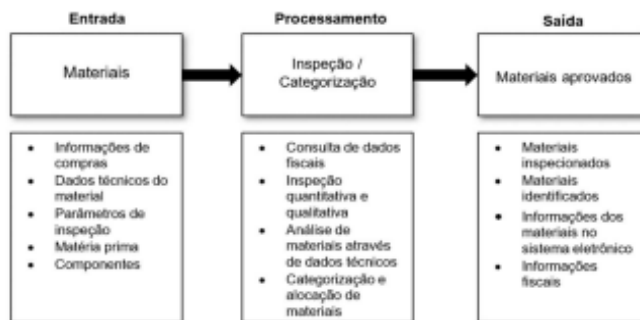 Entrada
Processamento
Saída
Materiais
Inspeção /
Categorização
Materiais aprovados
• Informações de
compras
• Dados técnicos do
material
• Parâmetros de
inspeção
• Matéria prima
• Componentes
• Consulta de dados
fiscais
• Inspeção
quantitativa e
qualitativa
• Análise de
materiais através
de dados técnicos
• Categorização e
alocação de
materiais
• Materiais
inspecionados
• Materiais
identificados
• Informações dos
materiais no
sistema eletrônico
• Informações
fiscais